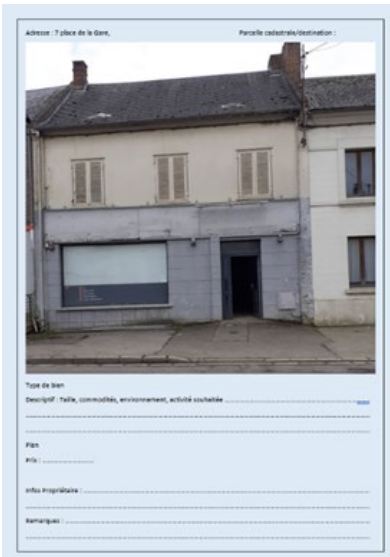 Adresse : 7 place de la Gare, Parcelle cadastrale/destination :
Type de bien
Descriptif : Taille, commodités, environnement, activité souhaitée ..........
Plan
Prix : ..........
Infos Propriétaire : ..........
Remarques : ..........